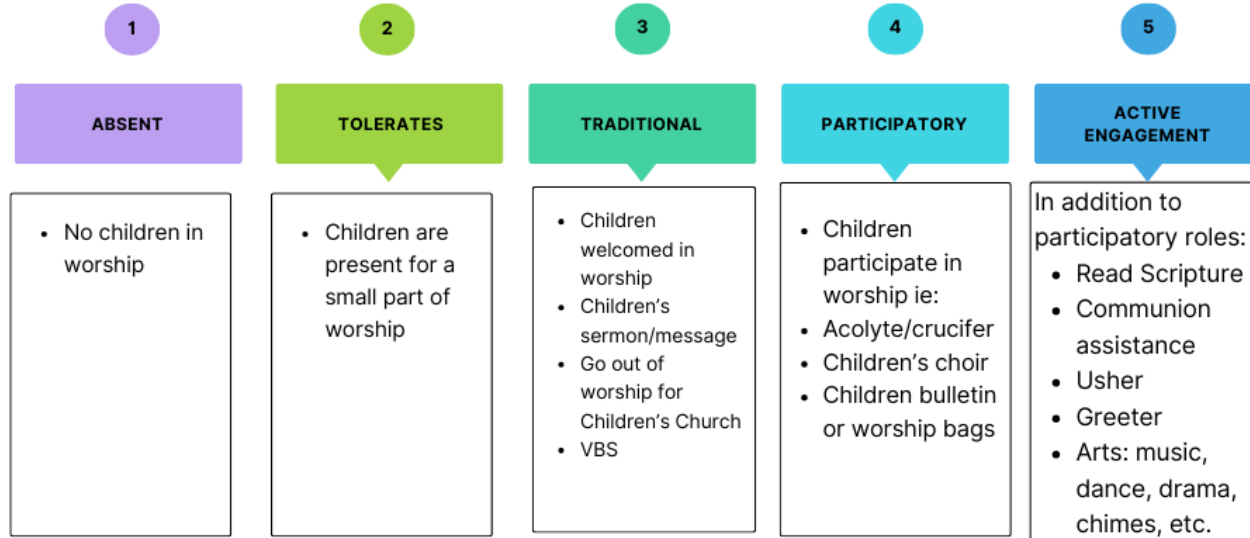 1
ABSENT
• No children in
worship
2
TOLERATES
• Children are
present for a
small part of
worship
3
TRADITIONAL
• Children
welcomed in
worship
• Children’s
sermon/message
• Go out of
worship for
Children’s Church
• VBS
4
PARTICIPATORY
• Children
participate in
worship ie:
• Acolyte/crucifer
• Children’s choir
• Children bulletin
or worship bags
5
ACTIVE
ENGAGEMENT
In addition to
participatory roles:
• Read Scripture
• Communion
assistance
• Usher
• Greeter
• Arts: music,
dance, drama,
chimes, etc.